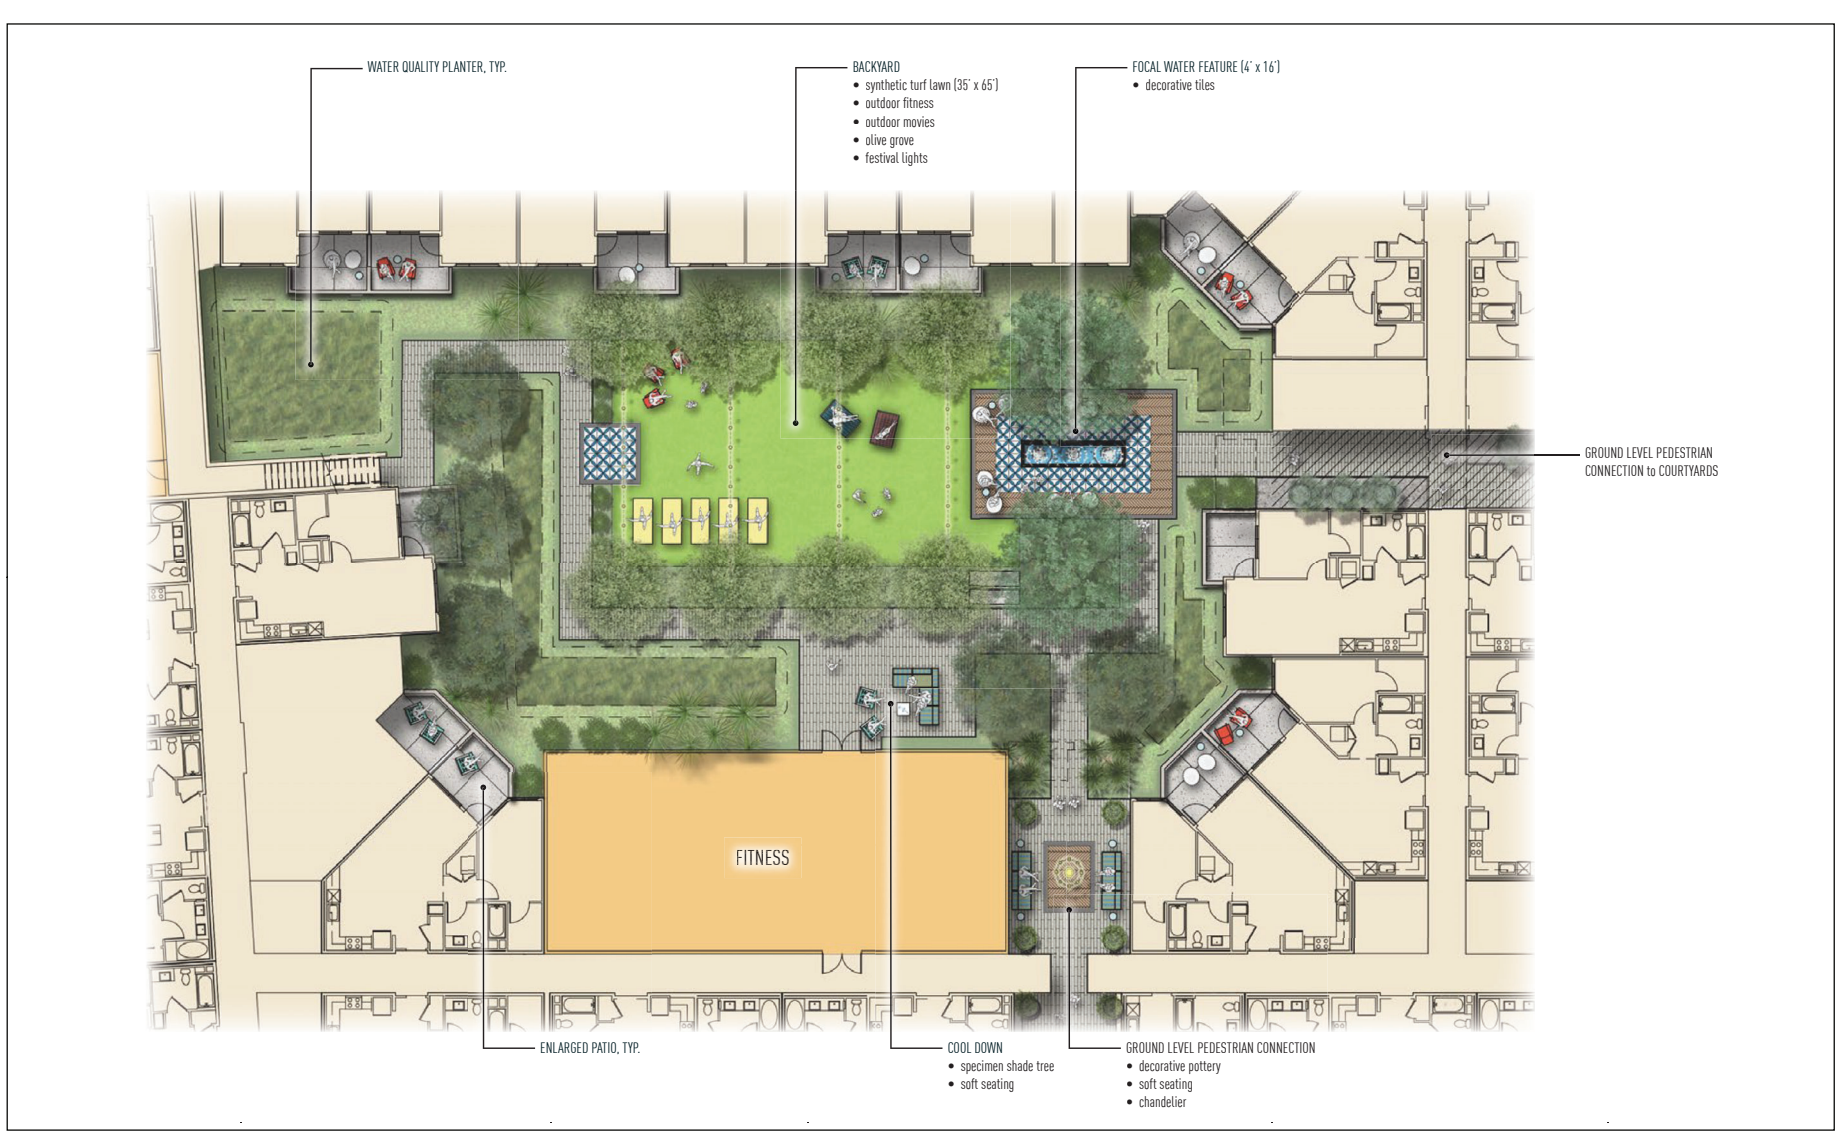 WATER QUALITY PLANTER, TYP.
BACKYARD
• synthetic turf lawn (35' x 65')
• outdoor fitness
• outdoor movies
• olive grove
• festival lights
FOCAL WATER FEATURE (4' x 16')
• decorative tiles
GROUND LEVEL PEDESTRIAN
CONNECTION to COURTYARDS
FITNESS
ENLARGED PATIO, TYP.
COOL DOWN
• specimen shade tree
• soft seating
GROUND LEVEL PEDESTRIAN CONNECTION
• decorative pottery
• soft seating
• chandelier